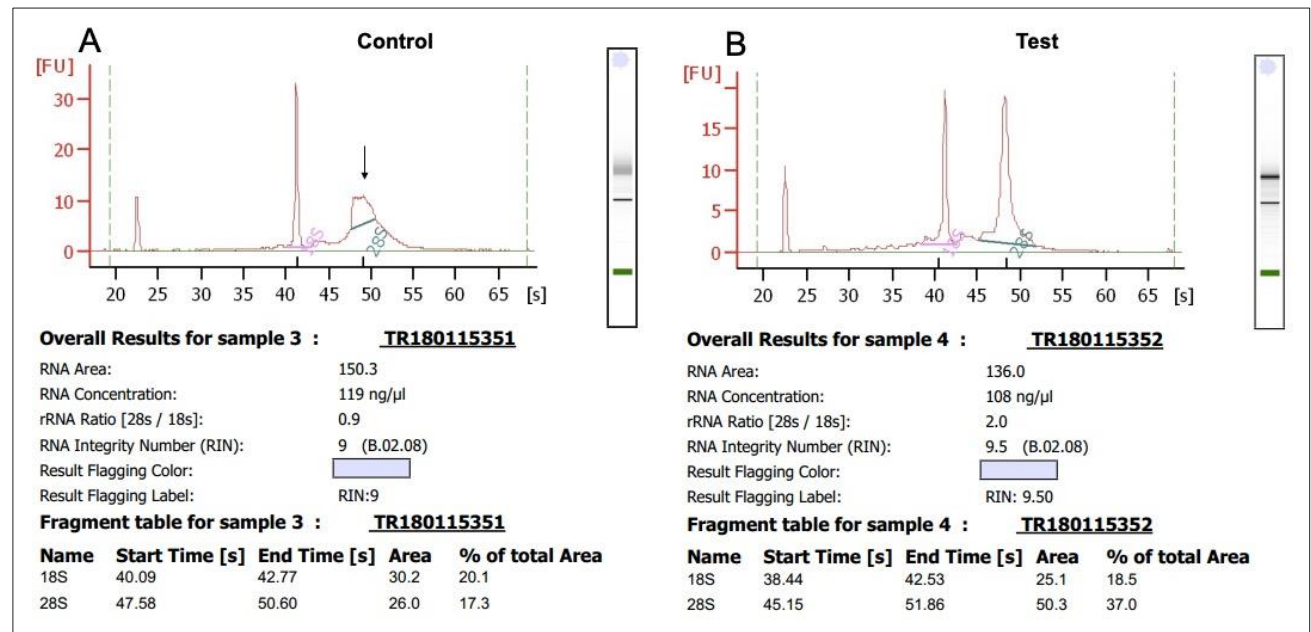 A
Control
[FU]
30
20
10
0
18S
28S
20 25 30 35 40 45 50 55 60 65 [s]
Overall Results for sample 3 : TR180115351
RNA Area: 150.3
RNA Concentration: 119 ng/µl
rRNA Ratio [28s / 18s]: 0.9
RNA Integrity Number (RIN): 9 (B.02.08)
Result Flagging Color:
Result Flagging Label: RIN:9
Fragment table for sample 3 : TR180115351
Name Start Time [s] End Time [s] Area % of total Area
18S 40.09 42.77 30.2 20.1
28S 47.58 50.60 26.0 17.3
B
Test
[FU]
15
10
5
0
18S
28S
20 25 30 35 40 45 50 55 60 65 [s]
Overall Results for sample 4 : TR180115352
RNA Area: 136.0
RNA Concentration: 108 ng/µl
rRNA Ratio [28s / 18s]: 2.0
RNA Integrity Number (RIN): 9.5 (B.02.08)
Result Flagging Color:
Result Flagging Label: RIN: 9.50
Fragment table for sample 4 : TR180115352
Name Start Time [s] End Time [s] Area % of total Area
18S 38.44 42.53 25.1 18.5
28S 45.15 51.86 50.3 37.0